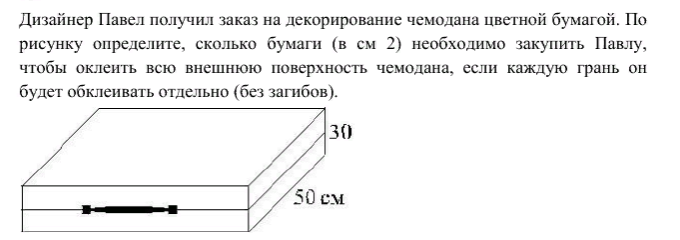 Дизайнер Павел получил заказ на декорирование чемодана цветной бумагой. По
рисунку определите, сколько бумаги (в см 2) необходимо закупить Павлу,
чтобы оклеить всю внешнюю поверхность чемодана, если каждую грань он
будет обклеивать отдельно (без загибов).
30
50 см